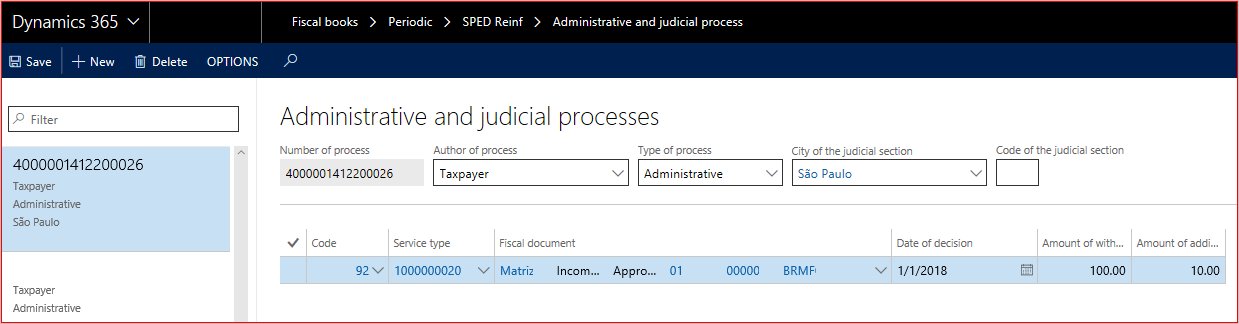 Dynamics 365
Fiscal books > Periodic > SPED Reinf > Administrative and judicial process
Save + New Delete OPTIONS
Filter
4000001412200026
Taxpayer
Administrative
São Paulo
Taxpayer
Administrative
Administrative and judicial processes
Number of process Author of process Type of process City of the judicial section Code of the judicial section
4000001412200026 Taxpayer Administrative São Paulo
Code Service type Fiscal document Date of decision Amount of with... Amount of addi...
92 1000000020 Matriz Incom... Appro... 01 00000 BRMF 1/1/2018 100.00 10.00